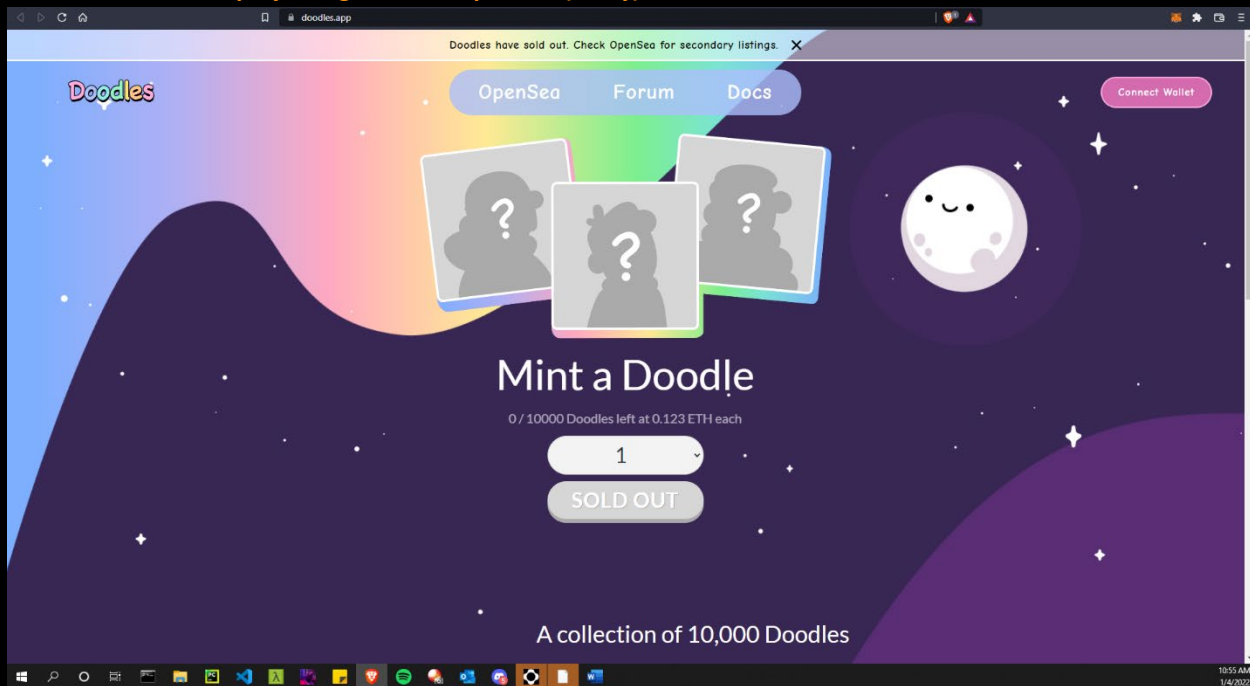 doodles.app
Doodles have sold out. Check OpenSea for secondary listings. X
Doodles
OpenSea Forum Docs
Connect Wallet
? ? ?
Mint a Doodle
0 / 10000 Doodles left at 0.123 ETH each
1
SOLD OUT
A collection of 10,000 Doodles
10:55 AM
1/4/2022